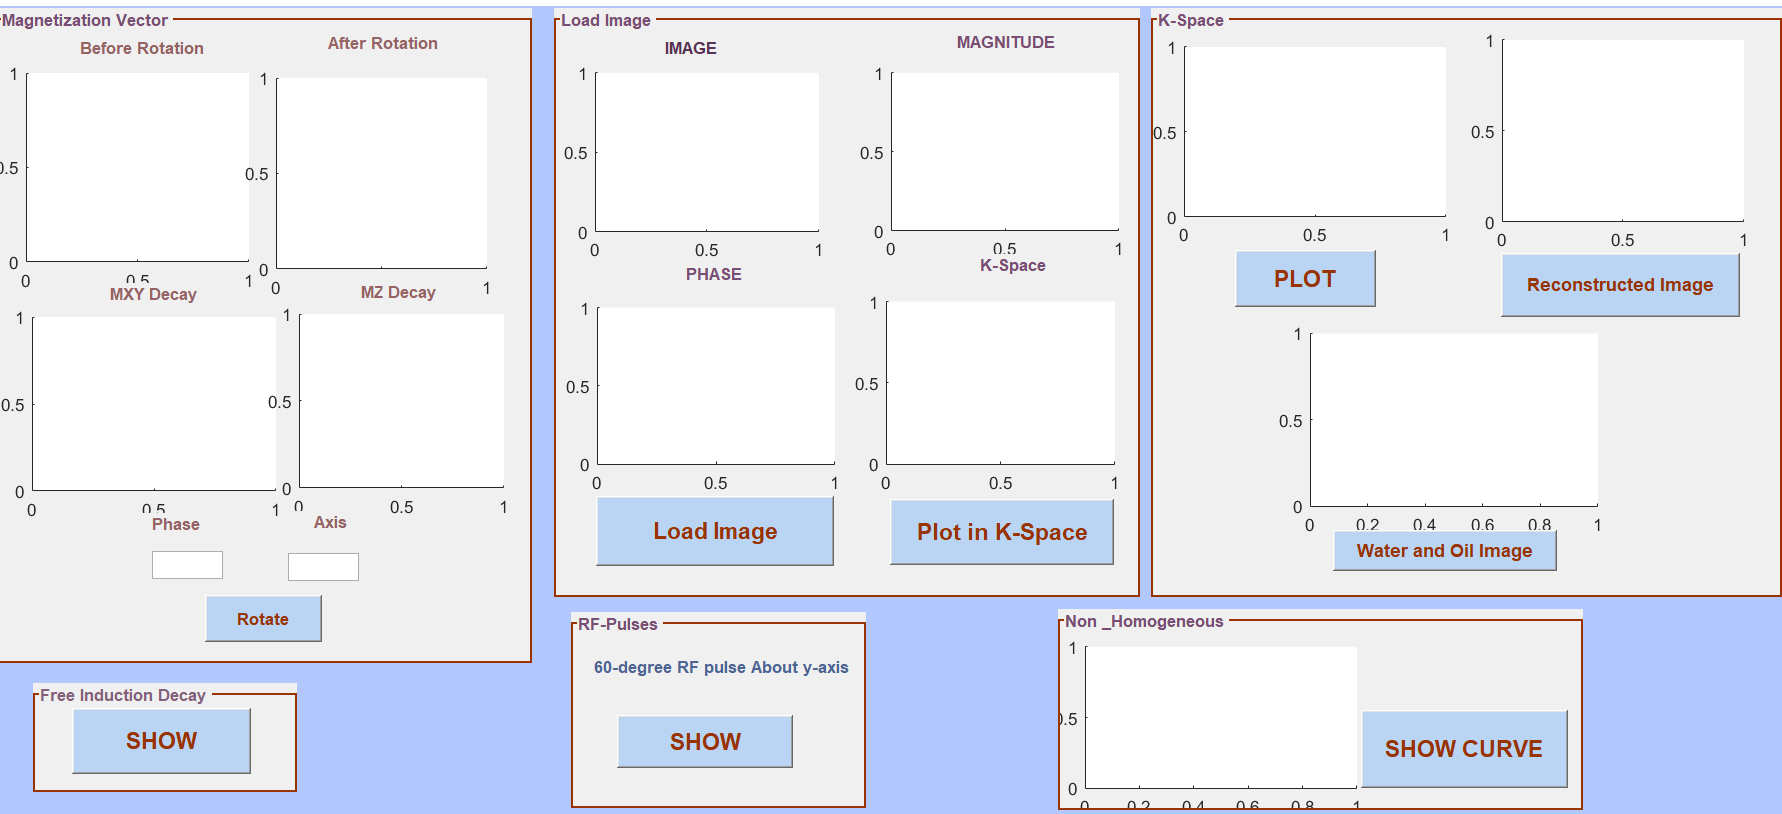 Magnetization Vector
Before Rotation
After Rotation
1
0.5
0
0
0.5
1
1
0.5
0
0
1
MXY Decay
MZ Decay
1
0.5
0
0
0.5
1
1
0.5
0
0
0.5
1
Phase
Axis
Rotate
Free Induction Decay
SHOW
Load Image
IMAGE
MAGNITUDE
1
0.5
0
0
0.5
1
1
0.5
0
0
0.5
1
PHASE
K-Space
1
0.5
0
0
0.5
1
1
0.5
0
0
0.5
1
Load Image
Plot in K-Space
RF-Pulses
60-degree RF pulse About y-axis
SHOW
K-Space
1
0.5
0
0
0.5
1
1
0.5
0
0
0.5
1
PLOT
Reconstructed Image
1
0.5
0
0
0.2
0.4
0.6
0.8
1
Water and Oil Image
Non _Homogeneous
1
0.5
0
0
0.2
0.4
0.6
0.8
1
SHOW CURVE